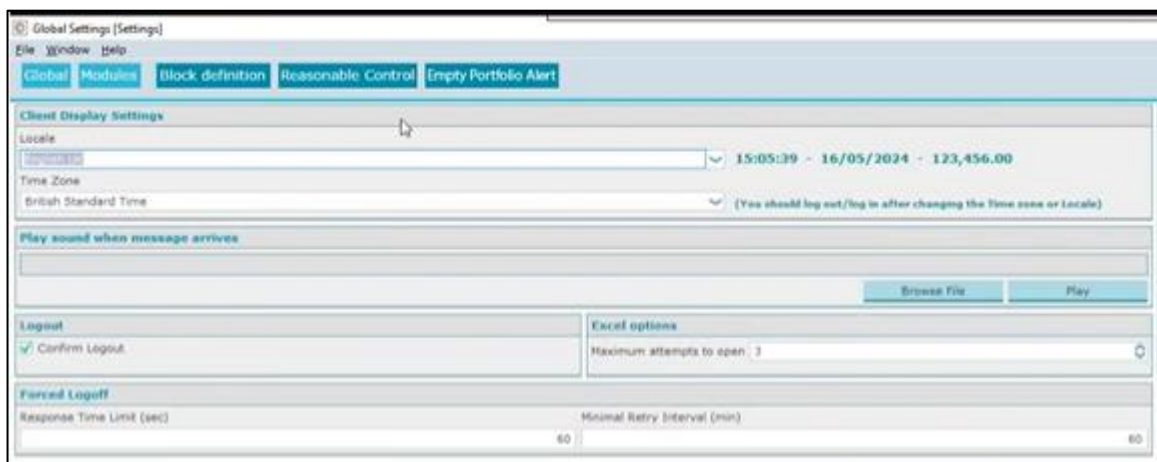 Global Settings [Settings]
File Window Help
Global Modules Block definition Reasonable Control Empty Portfolio Alert
Client Display Settings
Locale
English UK
15:05:39 - 16/05/2024 - 123,456.00
Time Zone
British Standard Time
(You should log out/log in after changing the Time zone or Locale)
Play sound when message arrives
Browse File Play
Logout Excel options
Confirm Logout Maximum attempts to open 3
Forced Logoff
Response Time Limit (sec) Minimal Retry Interval (min)
60 60